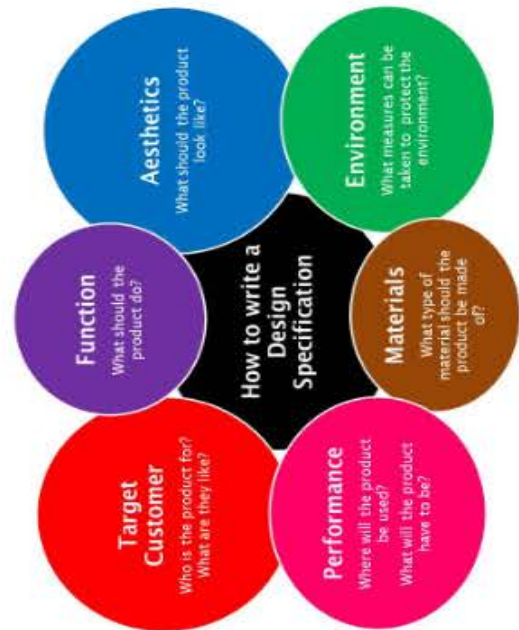 How to write a
Design
Specification
Target
Customer
Who is the product for?
What are they like?
Function
What should the
product do?
Aesthetics
What should the product
look like?
Performance
Where will the product
be used?
What will the product
have to be?
Materials
What type of
material should the
product be made
of?
Environment
What measures can be
taken to protect the
environment?